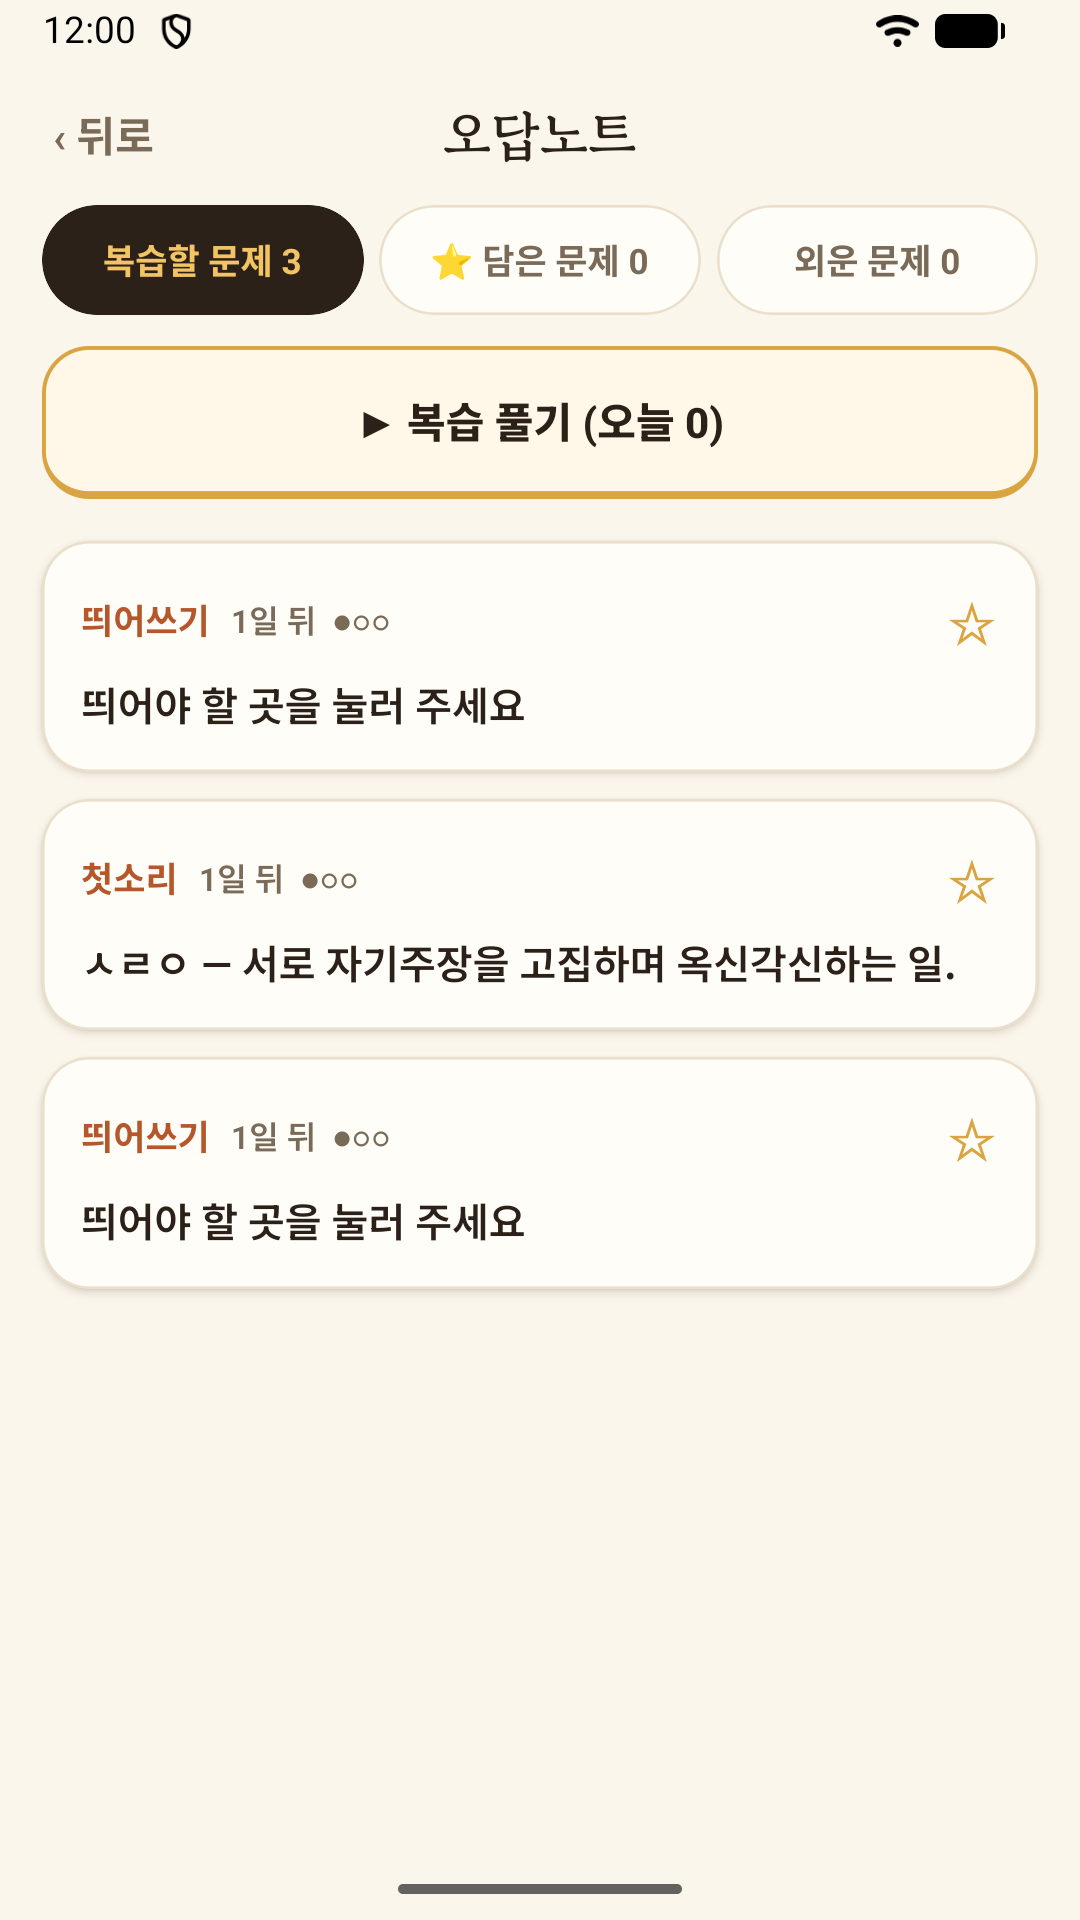 12:00
‹ 뒤로
오답노트
복습할 문제 3
⭐ 담은 문제 0
외운 문제 0
▶ 복습 풀기 (오늘 0)
띄어쓰기 1일 뒤 ●○○ ☆
띄어야 할 곳을 눌러 주세요
첫소리 1일 뒤 ●○○ ☆
ㅅㄹㅇ — 서로 자기주장을 고집하며 옥신각신하는 일.
띄어쓰기 1일 뒤 ●○○ ☆
띄어야 할 곳을 눌러 주세요